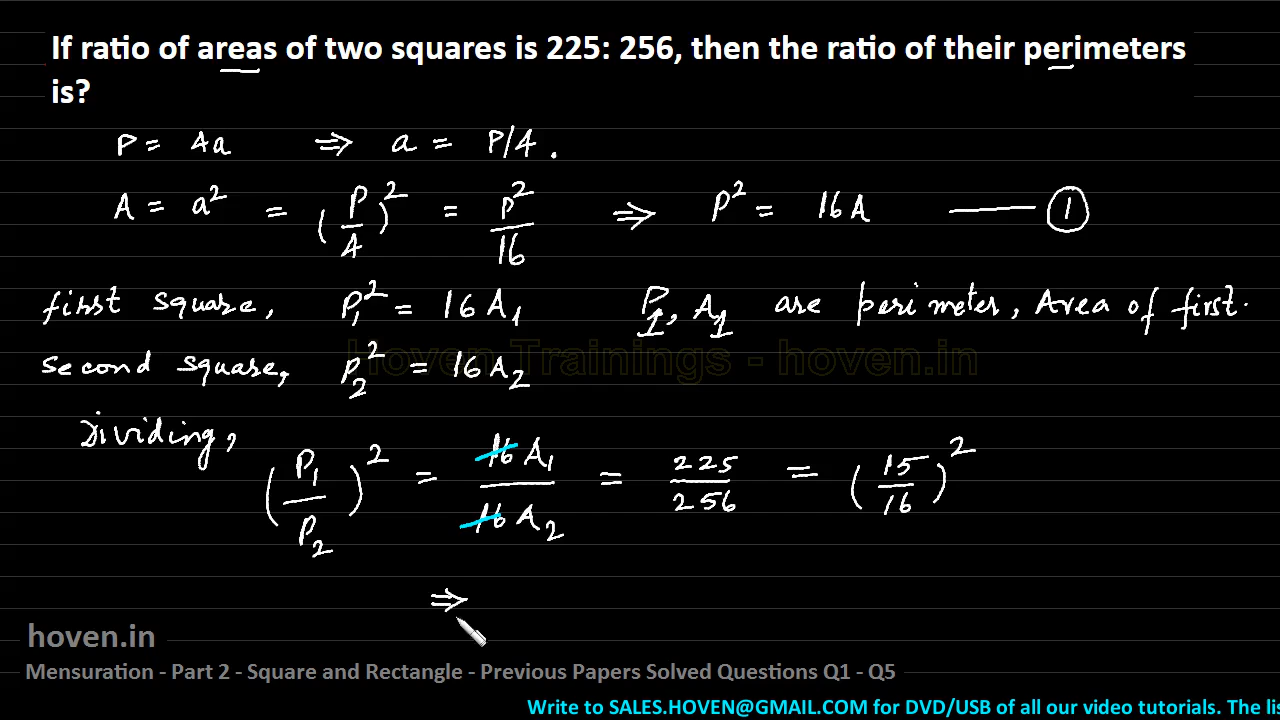 If ratio of areas of two squares is 225: 256, then the ratio of their perimeters
is?
P = 4a ⇒ a = P/4 .
A = a² = (P/4)² = P²/16 ⇒ P² = 16A —— ①
first square, P₁² = 16A₁ P₁, A₁ are perimeter, Area of first.
Hoven Trainings - hoven.in
second square, P₂² = 16A₂
Dividing,
(P₁/P₂)² = 16A₁/16A₂ = 225/256 = (15/16)²
⇒
hoven.in
Mensuration - Part 2 - Square and Rectangle - Previous Papers Solved Questions Q1 - Q5
Write to SALES.HOVEN@GMAIL.COM for DVD/USB of all our video tutorials. The lis